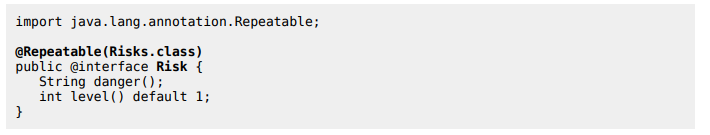 import java.lang.annotation.Repeatable;
@Repeatable(Risks.class)
public @interface Risk {
   String danger();
   int level() default 1;
}